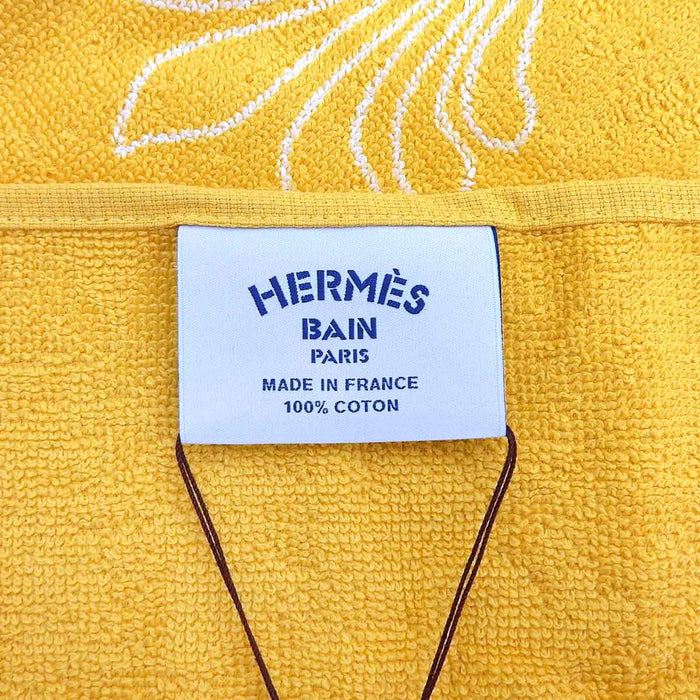 HERMÈS
BAIN
PARIS
MADE IN FRANCE
100% COTON